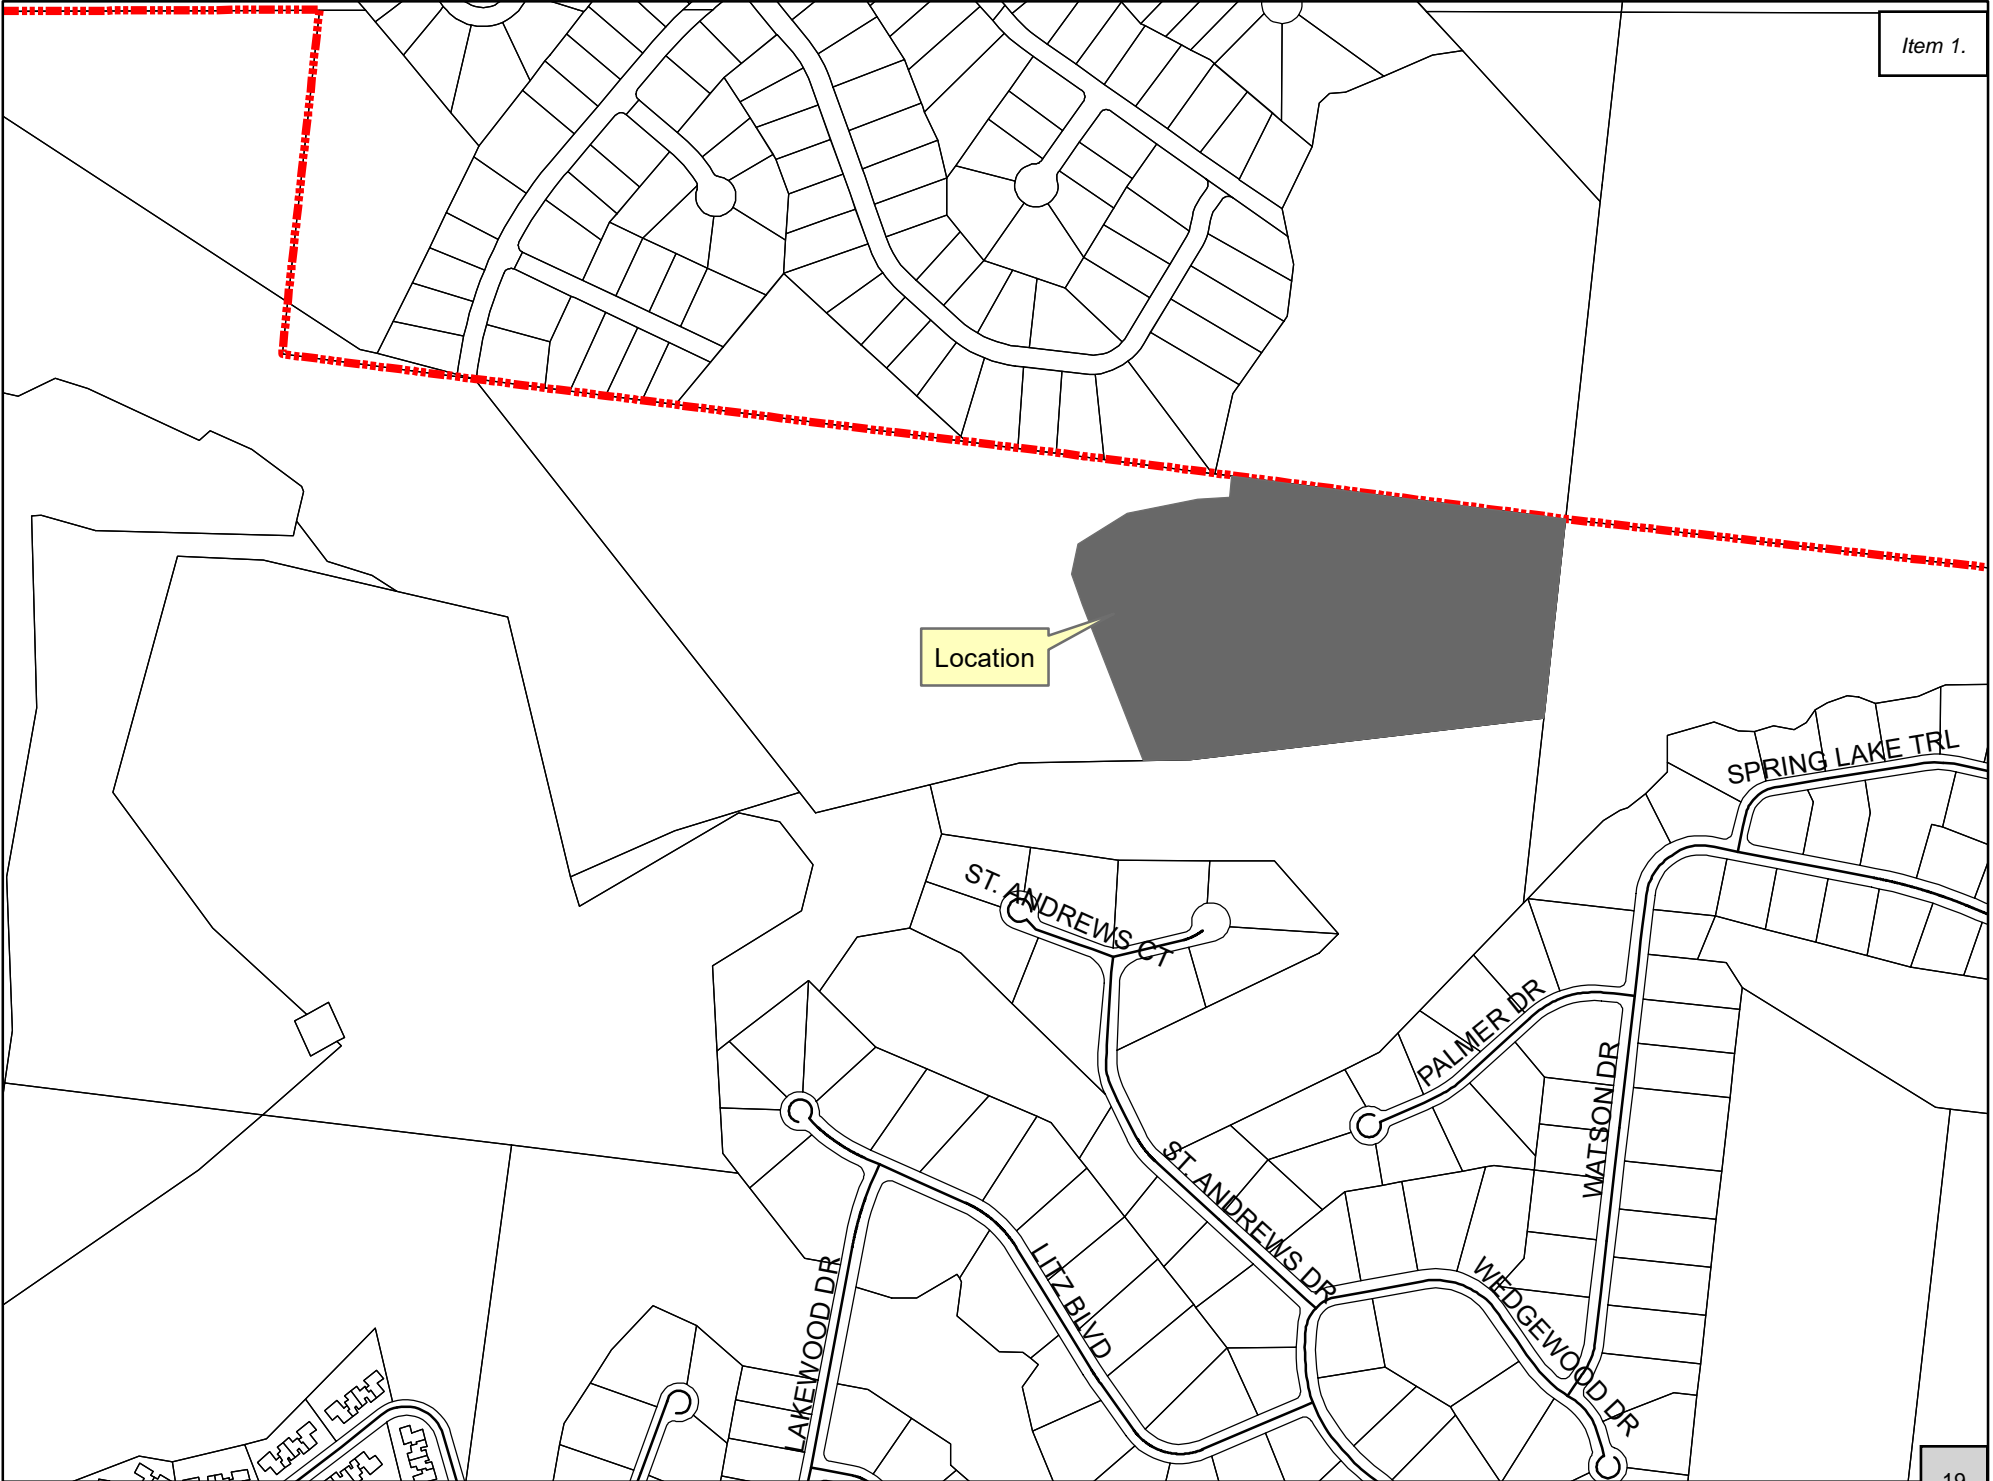 Item 1.
Location
SPRING LAKE TRL
ST. ANDREWS CT
PALMER DR
WATSON DR
ST. ANDREWS DR
LITZ BLVD
WEDGEWOOD DR
LAKEWOOD DR
19